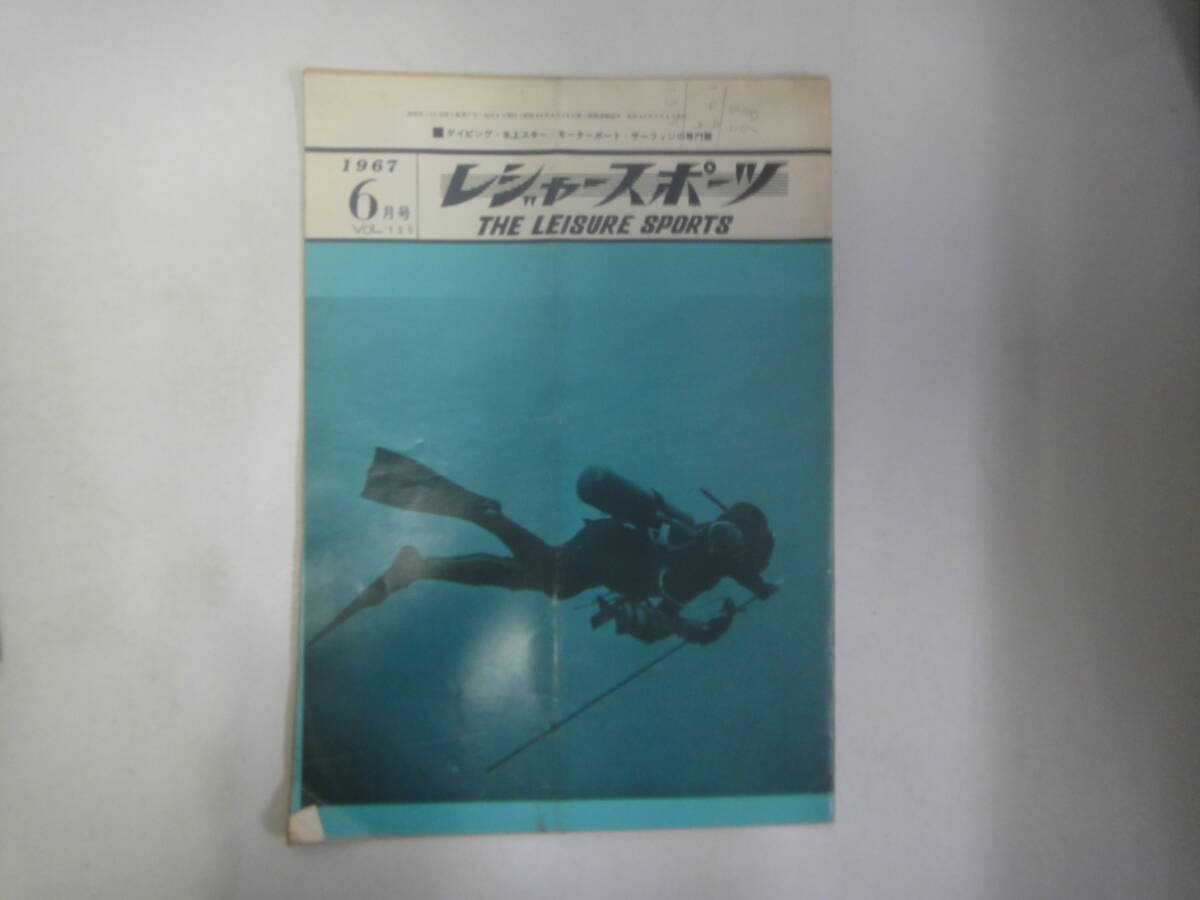 ■ダイビング・水上スキー・モーターボート・サーフィンの専門誌
1967
6月号
VOL. 125
レジャースポーツ
THE LEISURE SPORTS